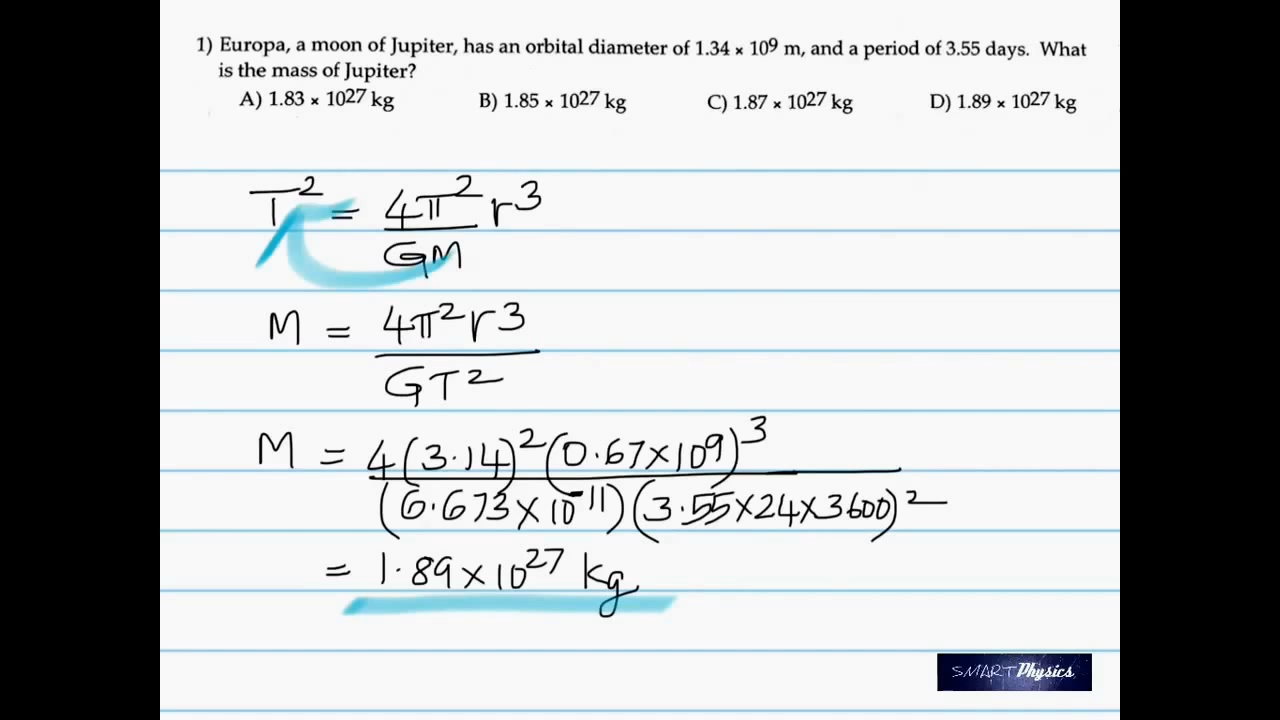 1) Europa, a moon of Jupiter, has an orbital diameter of 1.34 × 10⁹ m, and a period of 3.55 days. What
is the mass of Jupiter?
A) 1.83 × 10²⁷ kg B) 1.85 × 10²⁷ kg C) 1.87 × 10²⁷ kg D) 1.89 × 10²⁷ kg
T² = 4π² r³
GM
M = 4π² r³
GT²
M = 4(3.14)² (0.67×10⁹)³
(6.673×10⁻¹¹)(3.55×24×3600)²
= 1.89×10²⁷ kg
SMART Physics